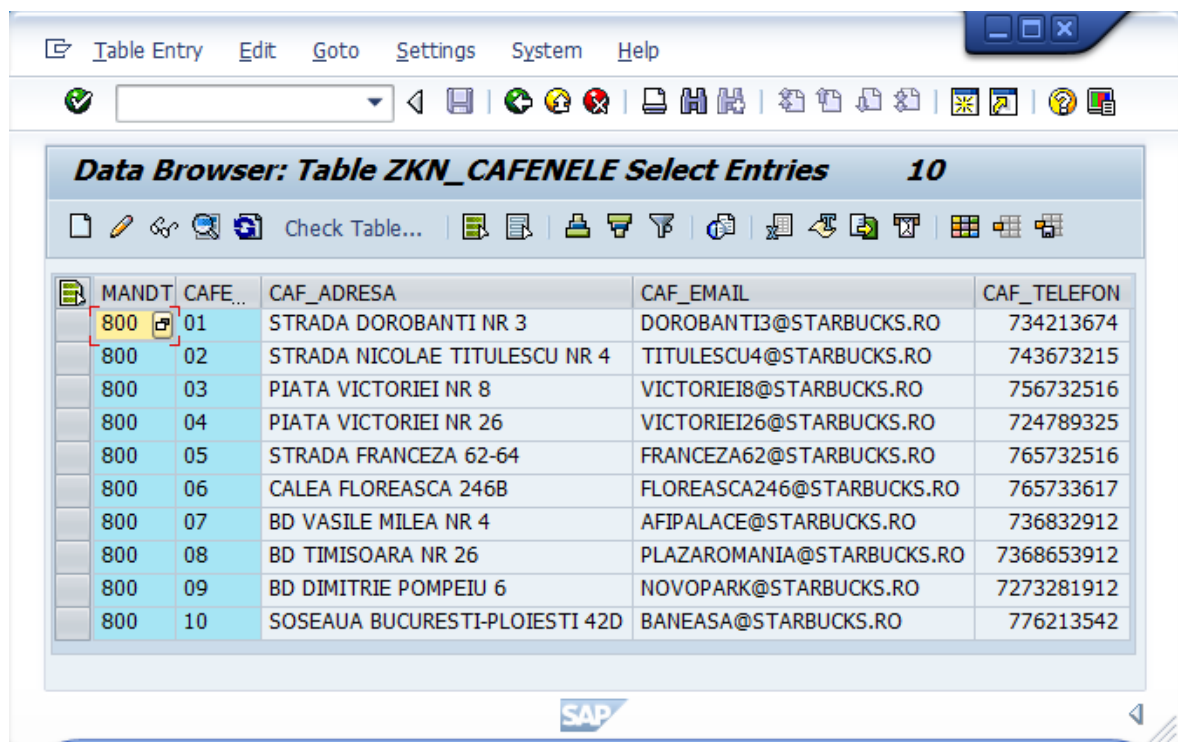 Table Entry Edit Goto Settings System Help
Data Browser: Table ZKN_CAFENELE Select Entries 10
Check Table...
MANDT CAFE... CAF_ADRESA CAF_EMAIL CAF_TELEFON
800 01 STRADA DOROBANTI NR 3 DOROBANTI3@STARBUCKS.RO 734213674
800 02 STRADA NICOLAE TITULESCU NR 4 TITULESCU4@STARBUCKS.RO 743673215
800 03 PIATA VICTORIEI NR 8 VICTORIEI8@STARBUCKS.RO 756732516
800 04 PIATA VICTORIEI NR 26 VICTORIEI26@STARBUCKS.RO 724789325
800 05 STRADA FRANCEZA 62-64 FRANCEZA62@STARBUCKS.RO 765732516
800 06 CALEA FLOREASCA 246B FLOREASCA246@STARBUCKS.RO 765733617
800 07 BD VASILE MILEA NR 4 AFIPALACE@STARBUCKS.RO 736832912
800 08 BD TIMISOARA NR 26 PLAZAROMANIA@STARBUCKS.RO 7368653912
800 09 BD DIMITRIE POMPEIU 6 NOVOPARK@STARBUCKS.RO 7273281912
800 10 SOSEAUA BUCURESTI-PLOIESTI 42D BANEASA@STARBUCKS.RO 776213542
SAP